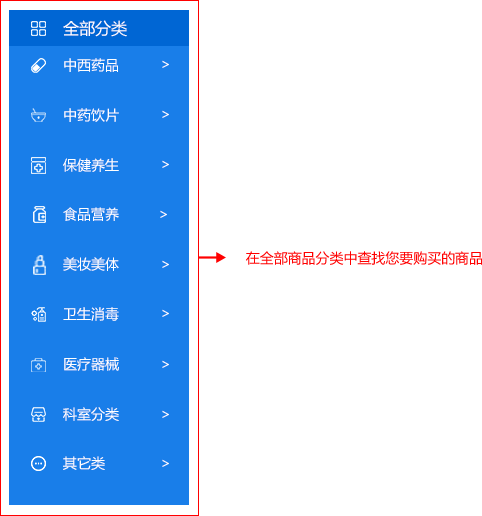 全部分类
中西药品 >
中药饮片 >
保健养生 >
食品营养 >
美妆美体 >
卫生消毒 >
医疗器械 >
科室分类 >
其它类 >
在全部商品分类中查找您要购买的商品